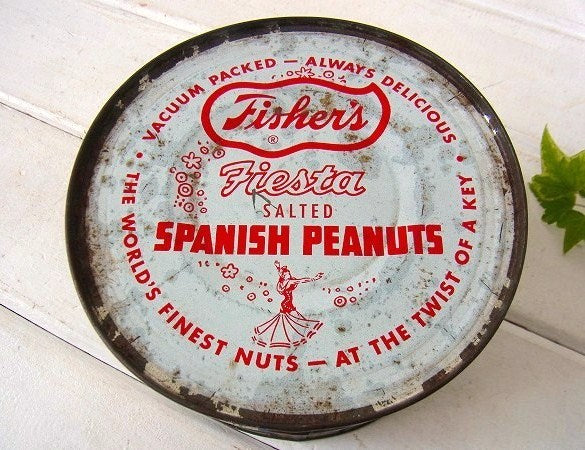 VACUUM PACKED — ALWAYS DELICIOUS
Fisher's
®
Fiesta
SALTED
SPANISH PEANUTS
• THE WORLD'S FINEST NUTS — AT THE TWIST OF A KEY •